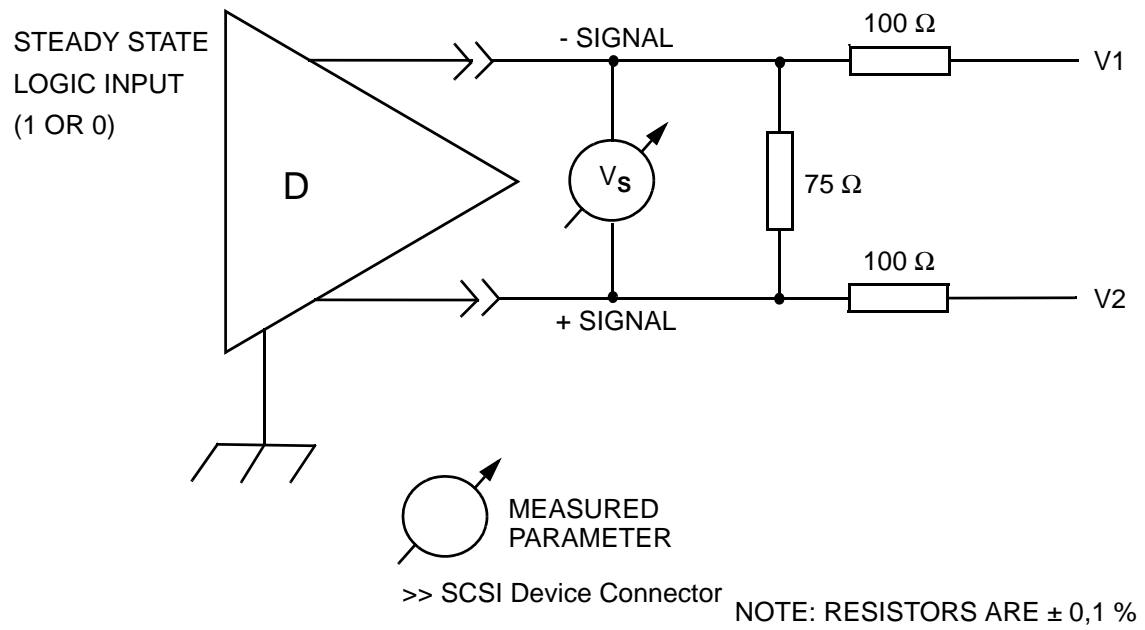 STEADY STATE
LOGIC INPUT
(1 OR 0)
D
- SIGNAL
100 Ω
V1
VS
75 Ω
100 Ω
V2
+ SIGNAL
MEASURED
PARAMETER
>> SCSI Device Connector
NOTE: RESISTORS ARE ± 0,1 %